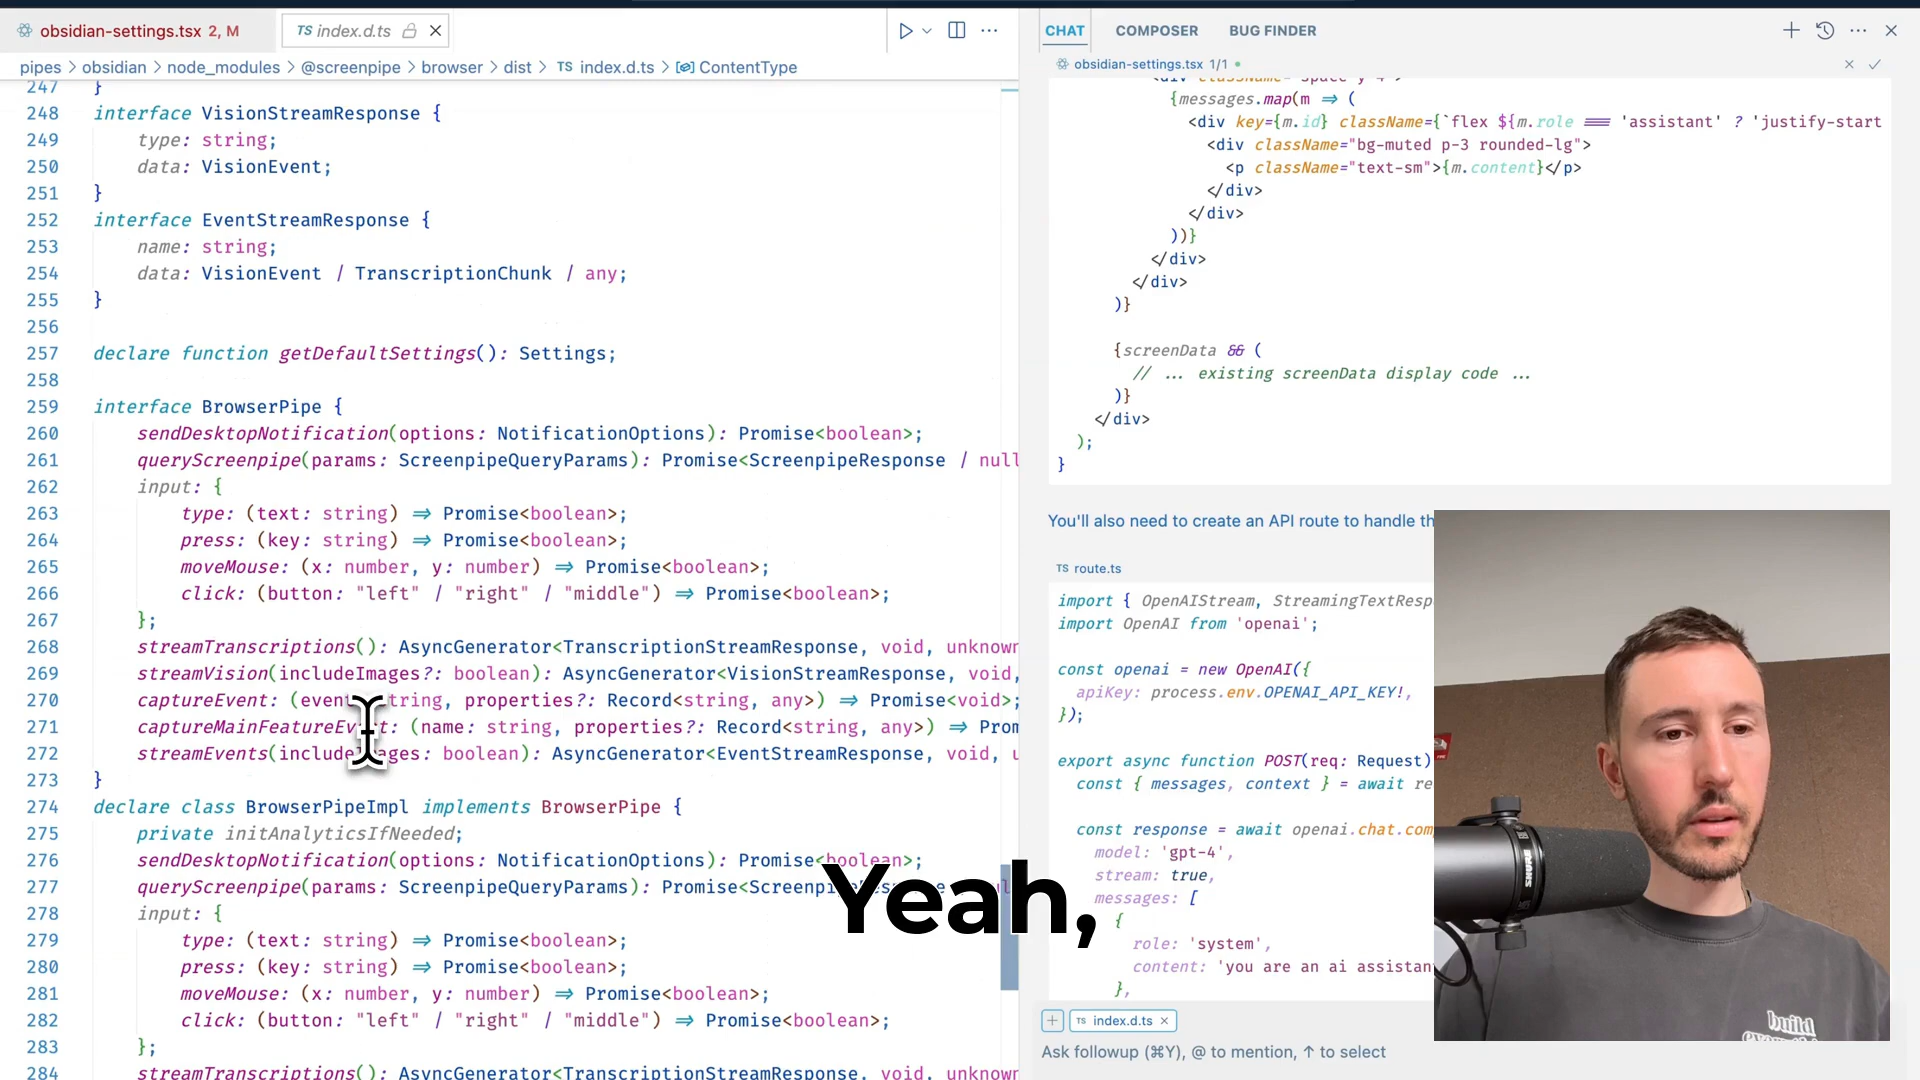 obsidian-settings.tsx 2, M
TS index.d.ts
pipes > obsidian > node_modules > @screenpipe > browser > dist > TS index.d.ts > ContentType
247 }
248 interface VisionStreamResponse {
249 type: string;
250 data: VisionEvent;
251 }
252 interface EventStreamResponse {
253 name: string;
254 data: VisionEvent | TranscriptionChunk | any;
255 }
256
257 declare function getDefaultSettings(): Settings;
258
259 interface BrowserPipe {
260 sendDesktopNotification(options: NotificationOptions): Promise<boolean>;
261 queryScreenpipe(params: ScreenpipeQueryParams): Promise<ScreenpipeResponse | null
262 input: {
263 type: (text: string) => Promise<boolean>;
264 press: (key: string) => Promise<boolean>;
265 moveMouse: (x: number, y: number) => Promise<boolean>;
266 click: (button: "left" | "right" | "middle") => Promise<boolean>;
267 };
268 streamTranscriptions(): AsyncGenerator<TranscriptionStreamResponse, void, unknown
269 streamVision(includeImages?: boolean): AsyncGenerator<VisionStreamResponse, void,
270 captureEvent: (event string, properties?: Record<string, any>) => Promise<void>;
271 captureMainFeatureEvent: (name: string, properties?: Record<string, any>) => Prom
272 streamEvents(includeImages: boolean): AsyncGenerator<EventStreamResponse, void, u
273 }
274 declare class BrowserPipeImpl implements BrowserPipe {
275 private initAnalyticsIfNeeded;
276 sendDesktopNotification(options: NotificationOptions): Promise<boolean>;
277 queryScreenpipe(params: ScreenpipeQueryParams): Promise<Screenpi
278 input: {
279 type: (text: string) => Promise<boolean>;
280 press: (key: string) => Promise<boolean>;
281 moveMouse: (x: number, y: number) => Promise<boolean>;
282 click: (button: "left" | "right" | "middle") => Promise<boolean>;
283 };
284 streamTranscriptions(): AsyncGenerator<TranscriptionStreamResponse, void, unknown
Yeah,
CHAT COMPOSER BUG FINDER
obsidian-settings.tsx 1/1
<div className="space-y-4">
{messages.map(m => (
<div key={m.id} className={`flex ${m.role === 'assistant' ? 'justify-start
<div className="bg-muted p-3 rounded-lg">
<p className="text-sm">{m.content}</p>
</div>
</div>
))}
</div>
</div>
)}
{screenData && (
// ... existing screenData display code ...
)}
</div>
);
}
You'll also need to create an API route to handle th
TS route.ts
import { OpenAIStream, StreamingTextResp
import OpenAI from 'openai';
const openai = new OpenAI({
apiKey: process.env.OPENAI_API_KEY!,
});
export async function POST(req: Request)
const { messages, context } = await re
const response = await openai.chat.com
model: 'gpt-4',
stream: true,
messages: [
{
role: 'system',
content: 'you are an ai assistan
},
TS index.d.ts
Ask followup (⌘Y), @ to mention, ↑ to select
build